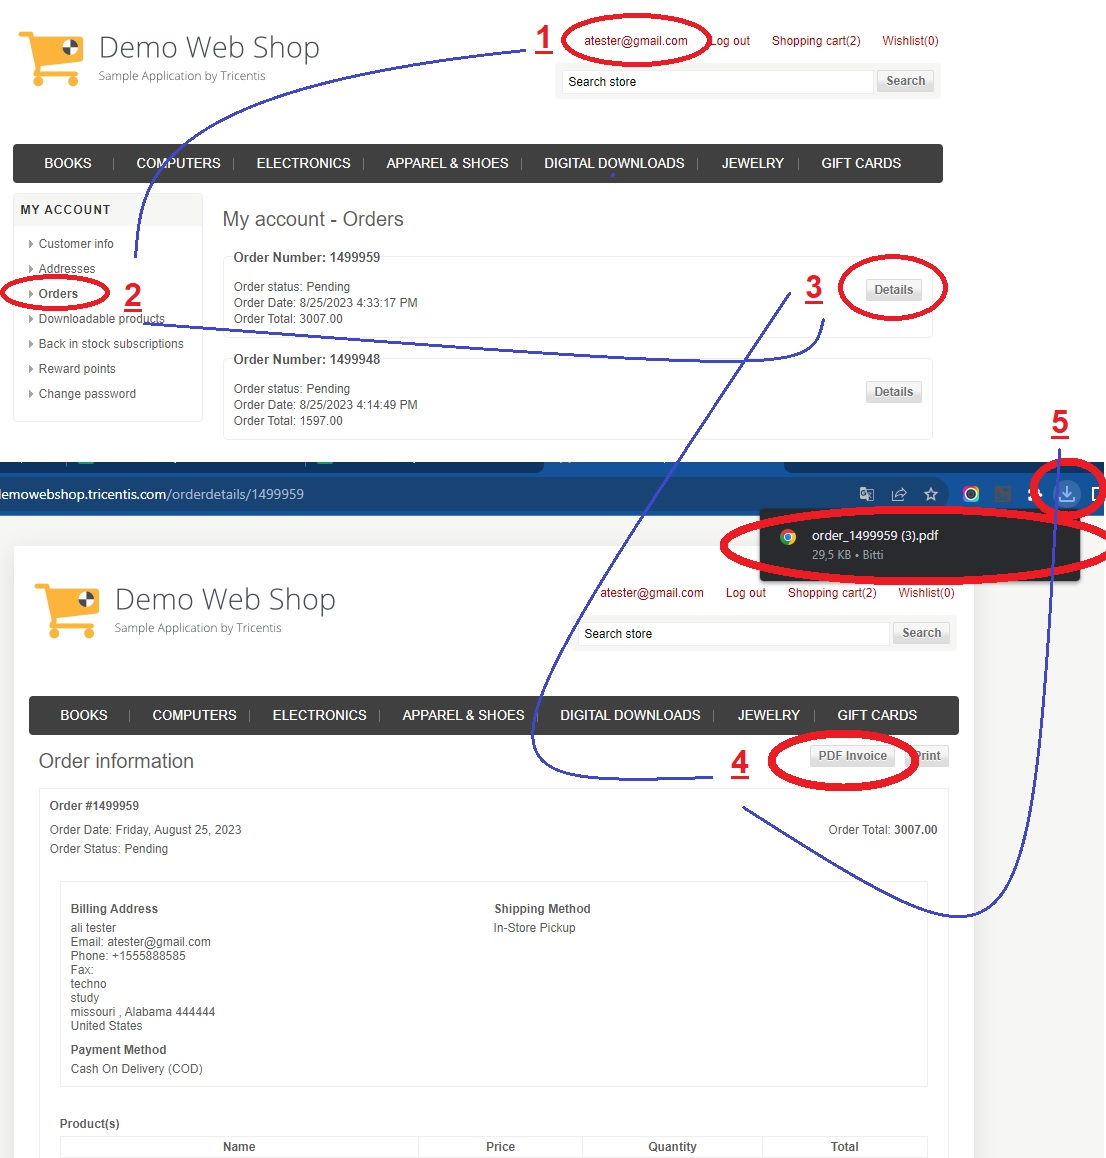 Demo Web Shop
Sample Application by Tricentis
1
atester@gmail.com Log out Shopping cart(2) Wishlist(0)
Search store Search
BOOKS COMPUTERS ELECTRONICS APPAREL & SHOES DIGITAL DOWNLOADS JEWELRY GIFT CARDS
MY ACCOUNT
Customer info
Addresses
Orders
2
Downloadable products
Back in stock subscriptions
Reward points
Change password
My account - Orders
Order Number: 1499959
Order status: Pending
Order Date: 8/25/2023 4:33:17 PM
Order Total: 3007.00
3
Details
Order Number: 1499948
Order status: Pending
Order Date: 8/25/2023 4:14:49 PM
Order Total: 1597.00
Details
5
demowebshop.tricentis.com/orderdetails/1499959
order_1499959 (3).pdf
29,5 KB • Bitti
Demo Web Shop
Sample Application by Tricentis
atester@gmail.com Log out Shopping cart(2) Wishlist(0)
Search store Search
BOOKS COMPUTERS ELECTRONICS APPAREL & SHOES DIGITAL DOWNLOADS JEWELRY GIFT CARDS
Order information
4
PDF Invoice Print
Order #1499959
Order Date: Friday, August 25, 2023
Order Status: Pending
Order Total: 3007.00
Billing Address
ali tester
Email: atester@gmail.com
Phone: +1555888585
Fax:
techno
study
missouri , Alabama 444444
United States
Payment Method
Cash On Delivery (COD)
Shipping Method
In-Store Pickup
Product(s)
Name Price Quantity Total